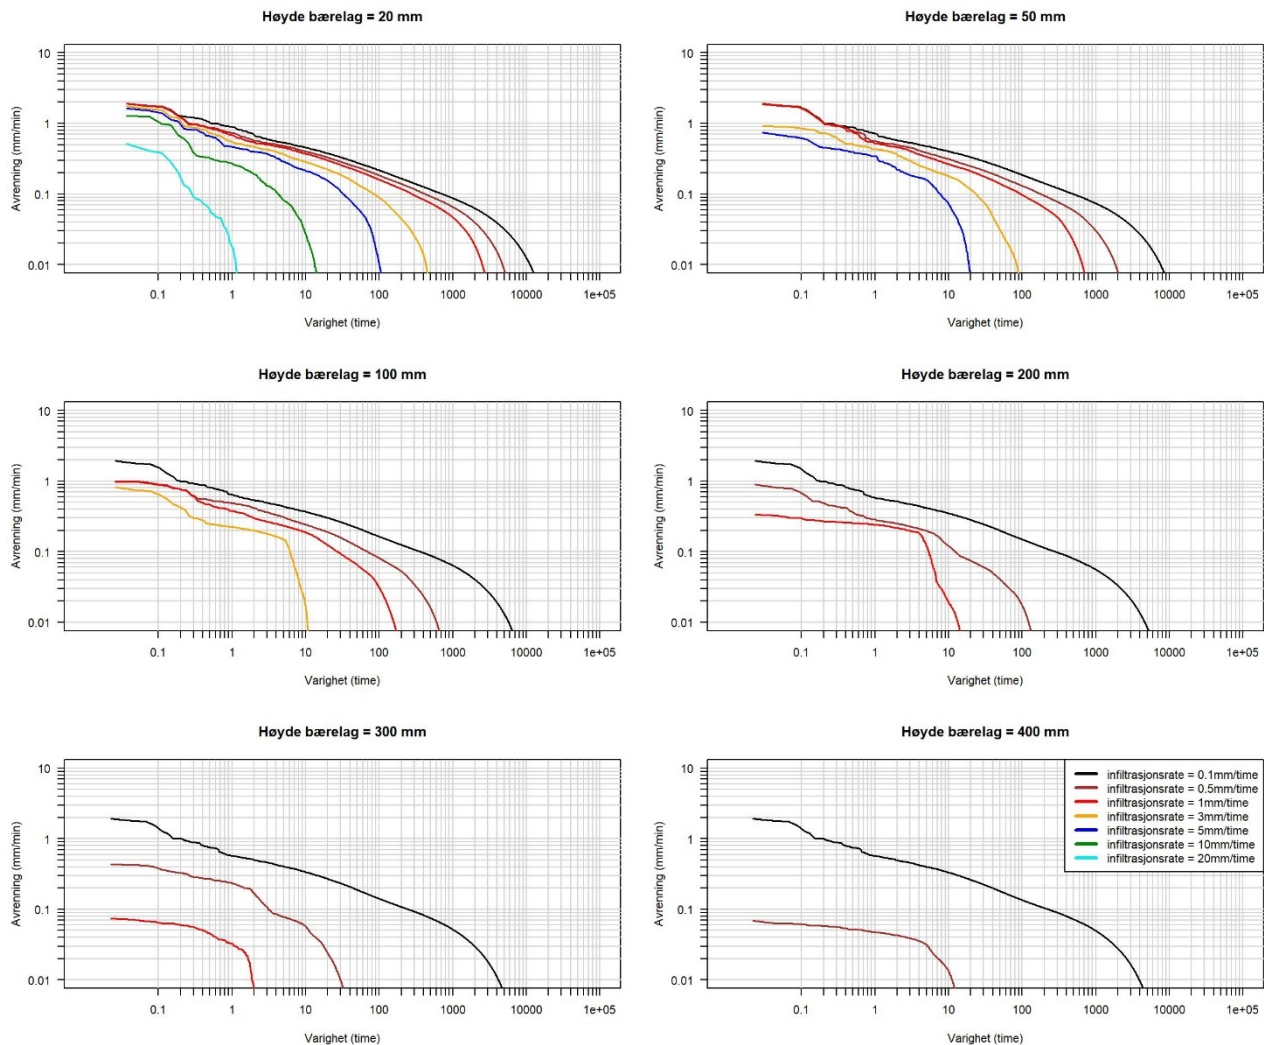 Høyde bærelag = 20 mm
Avrenning (mm/min)
10
1
0.1
0.01
0.1 1 10 100 1000 10000 1e+05
Varighet (time)
Høyde bærelag = 50 mm
Avrenning (mm/min)
10
1
0.1
0.01
0.1 1 10 100 1000 10000 1e+05
Varighet (time)
Høyde bærelag = 100 mm
Avrenning (mm/min)
10
1
0.1
0.01
0.1 1 10 100 1000 10000 1e+05
Varighet (time)
Høyde bærelag = 200 mm
Avrenning (mm/min)
10
1
0.1
0.01
0.1 1 10 100 1000 10000 1e+05
Varighet (time)
Høyde bærelag = 300 mm
Avrenning (mm/min)
10
1
0.1
0.01
0.1 1 10 100 1000 10000 1e+05
Varighet (time)
Høyde bærelag = 400 mm
Avrenning (mm/min)
10
1
0.1
0.01
0.1 1 10 100 1000 10000 1e+05
Varighet (time)
infiltrasjonsrate = 0.1mm/time
infiltrasjonsrate = 0.5mm/time
infiltrasjonsrate = 1mm/time
infiltrasjonsrate = 3mm/time
infiltrasjonsrate = 5mm/time
infiltrasjonsrate = 10mm/time
infiltrasjonsrate = 20mm/time